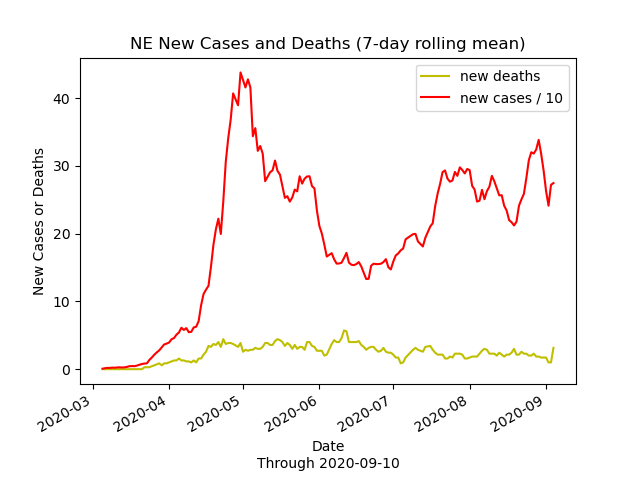 NE New Cases and Deaths (7-day rolling mean)
new deaths
new cases / 10
New Cases or Deaths
40
30
20
10
0
2020-03
2020-04
2020-05
2020-06
2020-07
2020-08
2020-09
Date
Through 2020-09-10